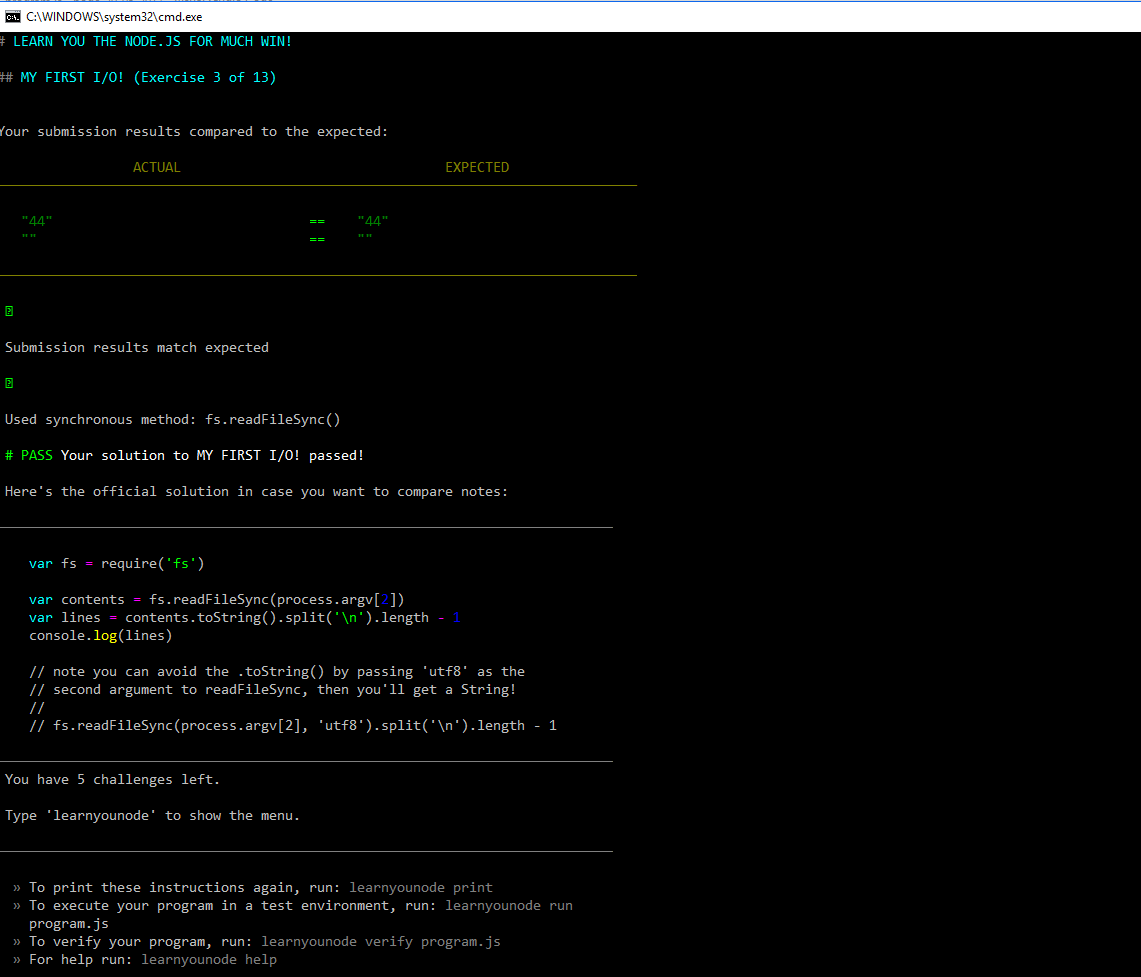 C:\WINDOWS\system32\cmd.exe
# LEARN YOU THE NODE.JS FOR MUCH WIN!
## MY FIRST I/O! (Exercise 3 of 13)
Your submission results compared to the expected:
ACTUAL EXPECTED
"44" == "44"
"" == ""
Submission results match expected
Used synchronous method: fs.readFileSync()
# PASS Your solution to MY FIRST I/O! passed!
Here's the official solution in case you want to compare notes:
var fs = require('fs')
var contents = fs.readFileSync(process.argv[2])
var lines = contents.toString().split('\n').length - 1
console.log(lines)
// note you can avoid the .toString() by passing 'utf8' as the
// second argument to readFileSync, then you'll get a String!
//
// fs.readFileSync(process.argv[2], 'utf8').split('\n').length - 1
You have 5 challenges left.
Type 'learnyounode' to show the menu.
» To print these instructions again, run: learnyounode print
» To execute your program in a test environment, run: learnyounode run
program.js
» To verify your program, run: learnyounode verify program.js
» For help run: learnyounode help